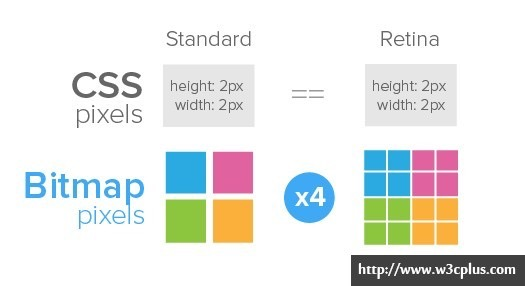 Standard
Retina
CSS
pixels
height: 2px
width: 2px
==
height: 2px
width: 2px
Bitmap
pixels
x4
http://www.w3cplus.com